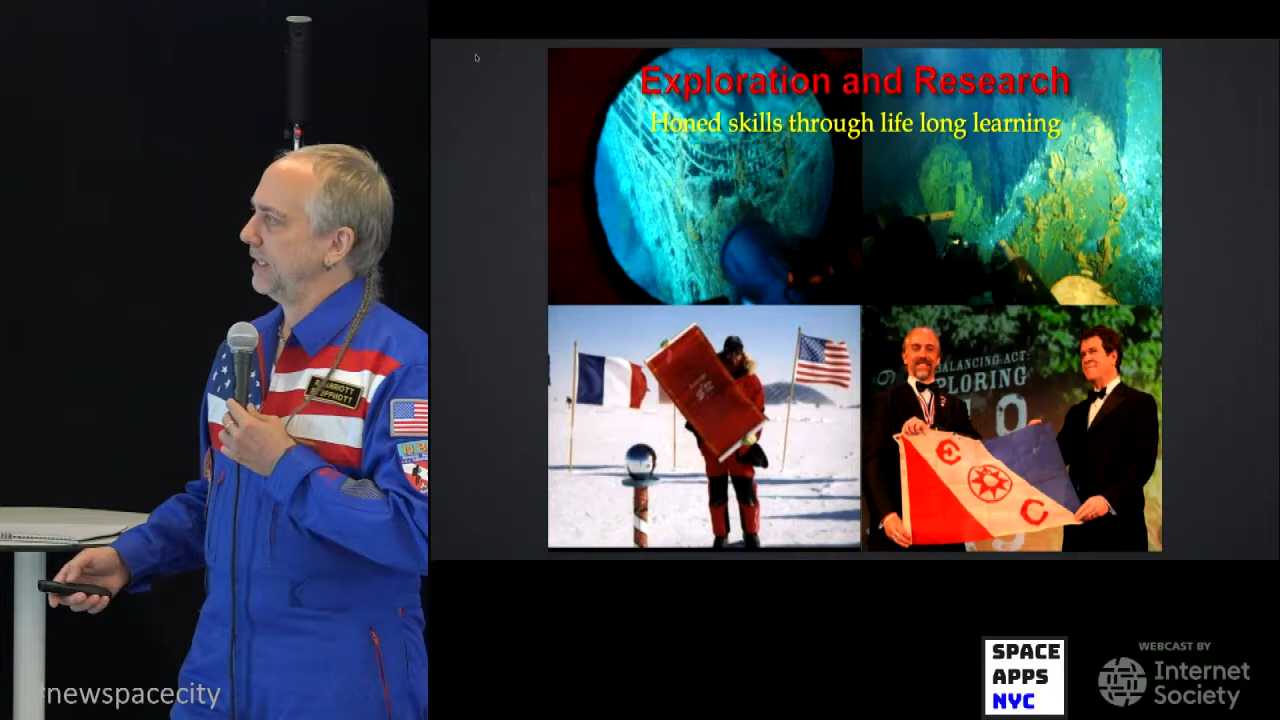 Exploration and Research
Honed skills through life long learning
BALANCING ACT:
PLORING
E
C
#newspacecity
SPACE
APPS
NYC
WEBCAST BY
Internet
Society